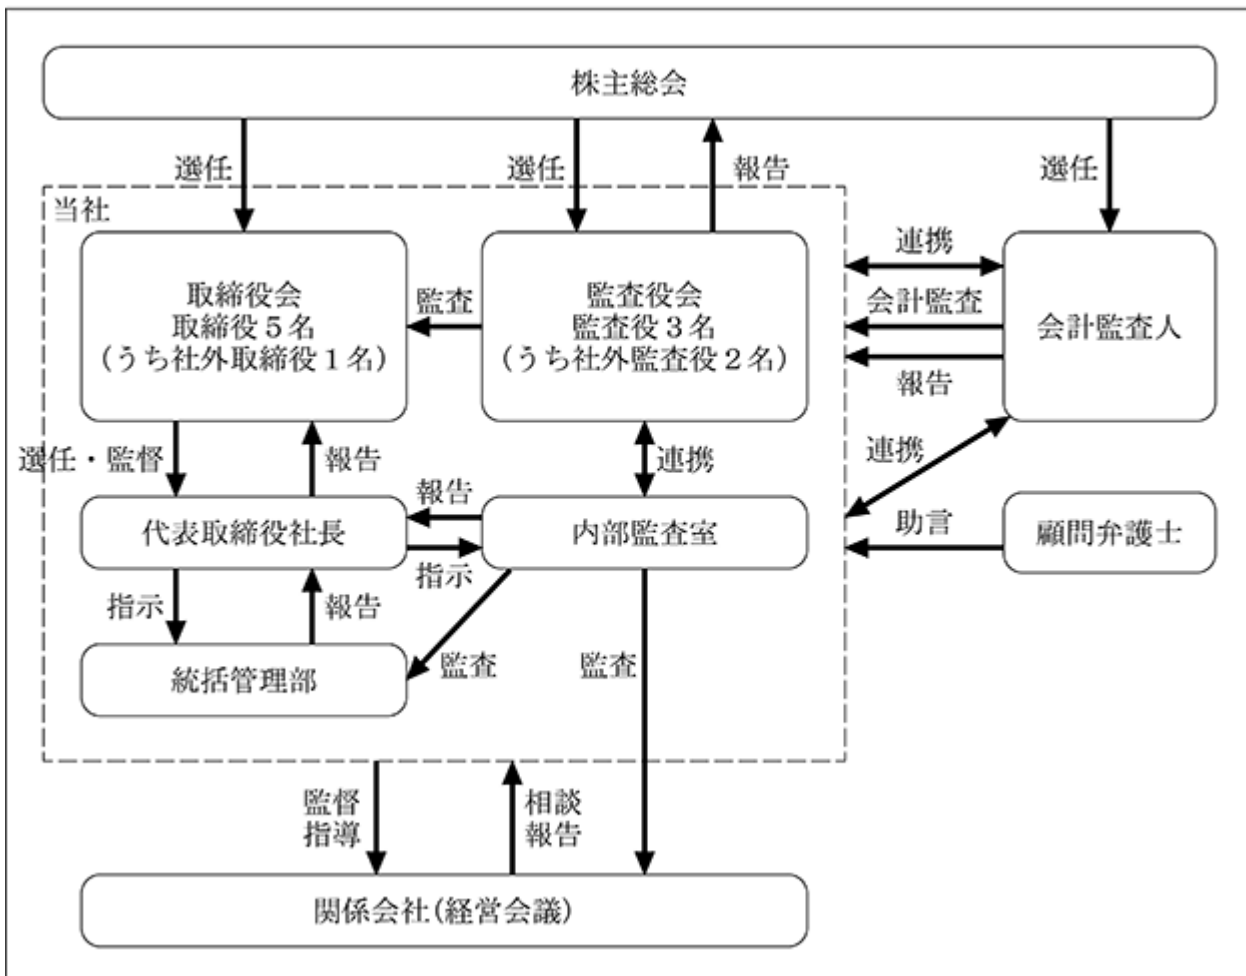 株主総会
選任
選任
報告
選任
当社
取締役会
取締役５名
(うち社外取締役１名)
監査
監査役会
監査役３名
(うち社外監査役２名)
連携
会計監査
報告
会計監査人
選任・監督
報告
連携
連携
代表取締役社長
報告
指示
内部監査室
助言
顧問弁護士
指示
報告
監査
監査
統括管理部
監督
指導
相談
報告
関係会社(経営会議)